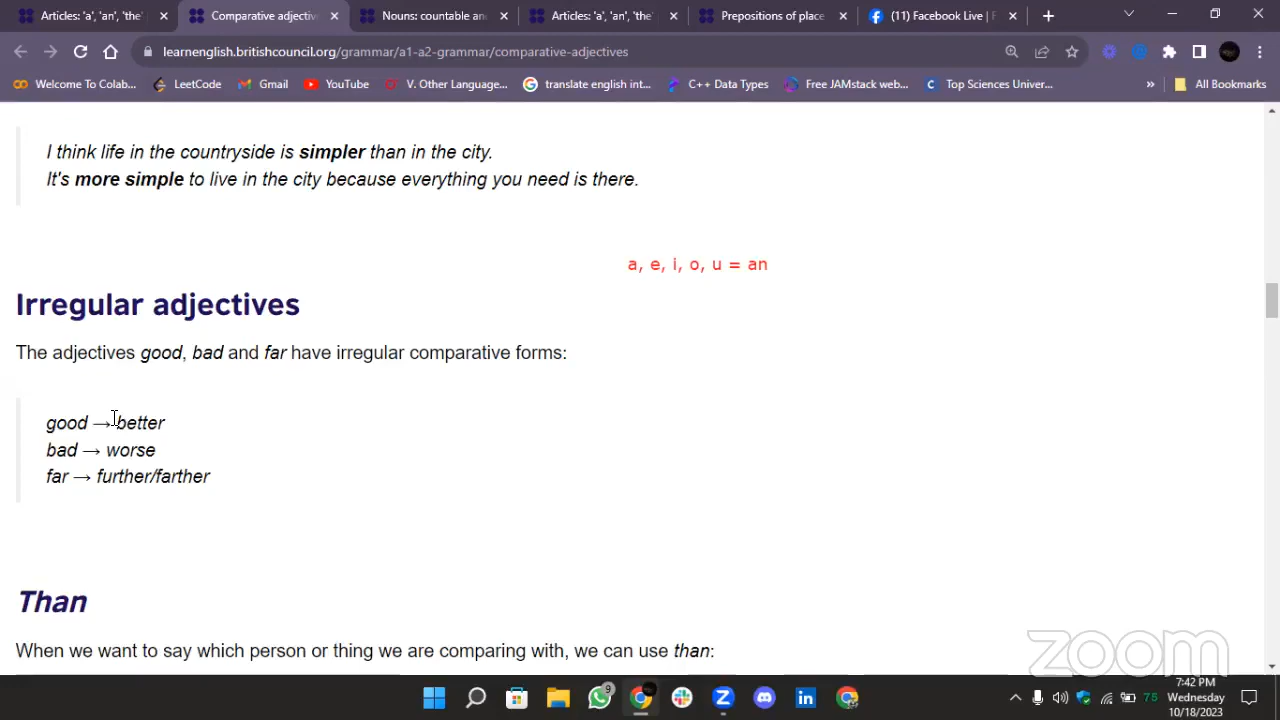 Articles: 'a', 'an', 'the'
Comparative adjectiv
Nouns: countable an
Articles: 'a', 'an', 'the'
Prepositions of place
(11) Facebook Live | F
learnenglish.britishcouncil.org/grammar/a1-a2-grammar/comparative-adjectives
Welcome To Colab...
LeetCode
Gmail
YouTube
V. Other Language...
translate english int...
C++ Data Types
Free JAMstack web...
Top Sciences Univer...
»
All Bookmarks
I think life in the countryside is simpler than in the city.
It's more simple to live in the city because everything you need is there.
a, e, i, o, u = an
Irregular adjectives
The adjectives good, bad and far have irregular comparative forms:
good → better
bad → worse
far → further/farther
Than
When we want to say which person or thing we are comparing with, we can use than:
zoom
9
75
7:42 PM
Wednesday
10/18/2023